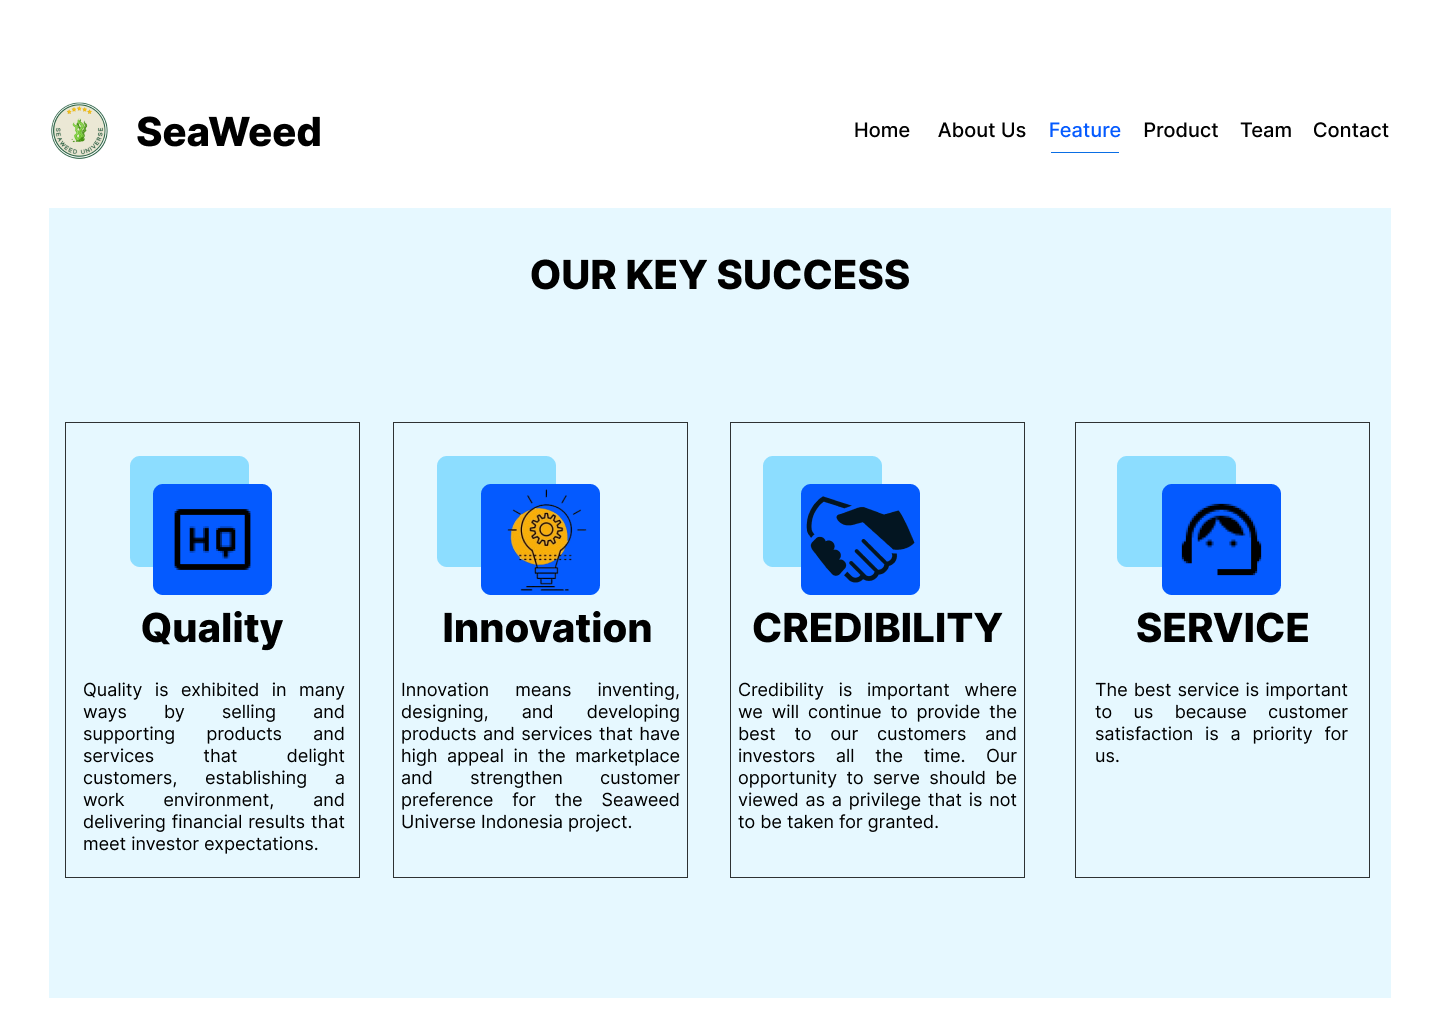 SEAWEED UNIVERSE
SeaWeed
Home About Us Feature Product Team Contact
OUR KEY SUCCESS
HQ
Quality
Quality is exhibited in many
ways by selling and
supporting products and
services that delight
customers, establishing a
work environment, and
delivering financial results that
meet investor expectations.
Innovation
Innovation means inventing,
designing, and developing
products and services that have
high appeal in the marketplace
and strengthen customer
preference for the Seaweed
Universe Indonesia project.
CREDIBILITY
Credibility is important where
we will continue to provide the
best to our customers and
investors all the time. Our
opportunity to serve should be
viewed as a privilege that is not
to be taken for granted.
SERVICE
The best service is important
to us because customer
satisfaction is a priority for
us.